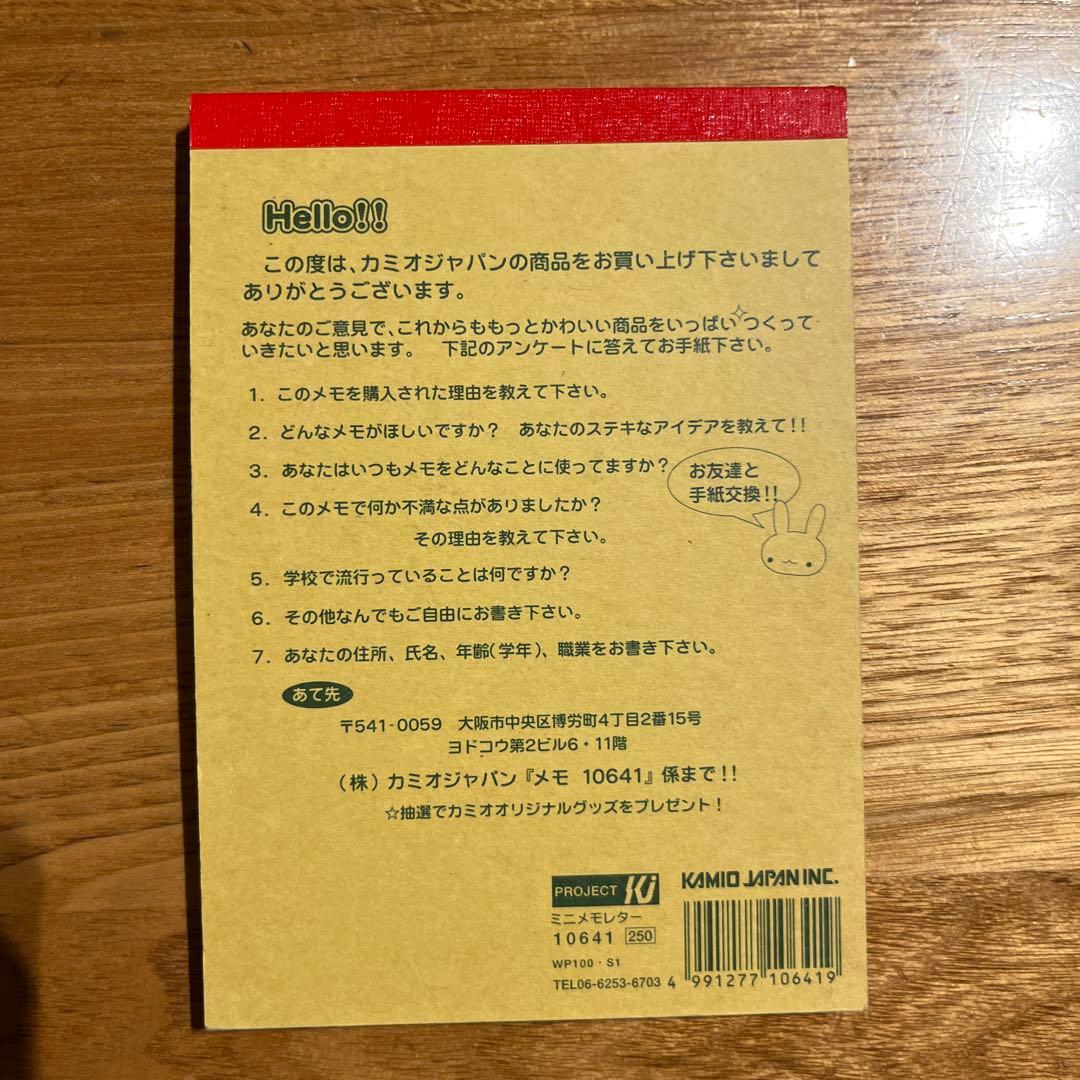 Hello!!
この度は、カミオジャパンの商品をお買い上げ下さいまして
ありがとうございます。
あなたのご意見で、これからももっとかわいい商品をいっぱいつくって
いきたいと思います。 下記のアンケートに答えてお手紙下さい。
1. このメモを購入された理由を教えて下さい。
2. どんなメモがほしいですか? あなたのステキなアイデアを教えて!!
3. あなたはいつもメモをどんなことに使ってますか?
お友達と
手紙交換!!
4. このメモで何か不満な点がありましたか?
その理由を教えて下さい。
5. 学校で流行っていることは何ですか?
6. その他なんでもご自由にお書き下さい。
7. あなたの住所、氏名、年齢(学年)、職業をお書き下さい。
あて先
〒541-0059 大阪市中央区博労町4丁目2番15号
ヨドコウ第2ビル6・11階
(株)カミオジャパン『メモ 10641』係まで!!
☆抽選でカミオオリジナルグッズをプレゼント!
PROJECT Ki
KAMIO JAPAN INC.
ミニメモレター
10641 250
WP100・S1
TEL06-6253-6703
4 991277 106419